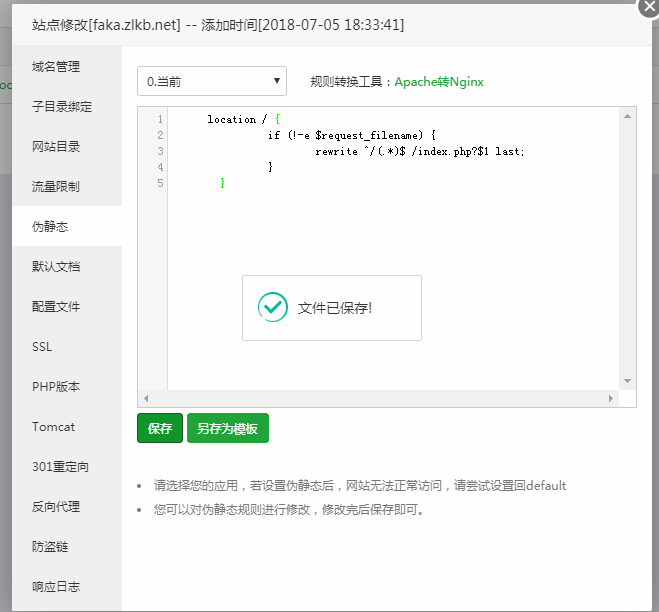 站点修改[faka.zlkb.net] -- 添加时间[2018-07-05 18:33:41]
域名管理
子目录绑定
网站目录
流量限制
伪静态
默认文档
配置文件
SSL
PHP版本
Tomcat
301重定向
反向代理
防盗链
响应日志
0.当前
规则转换工具：Apache转Nginx
1 location / {
2 if (!-e $request_filename) {
3 rewrite ^/(.*)$ /index.php?$1 last;
4 }
5 }
文件已保存!
保存 另存为模板
请选择您的应用，若设置伪静态后，网站无法正常访问，请尝试设置回default
您可以对伪静态规则进行修改，修改完后保存即可。